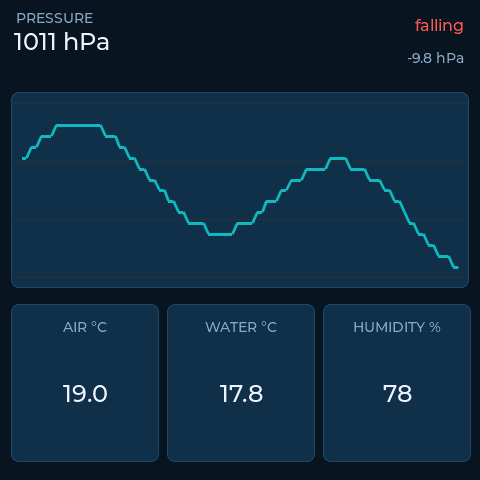 PRESSURE
1011 hPa
falling
-9.8 hPa
AIR °C
WATER °C
HUMIDITY %
19.0
17.8
78